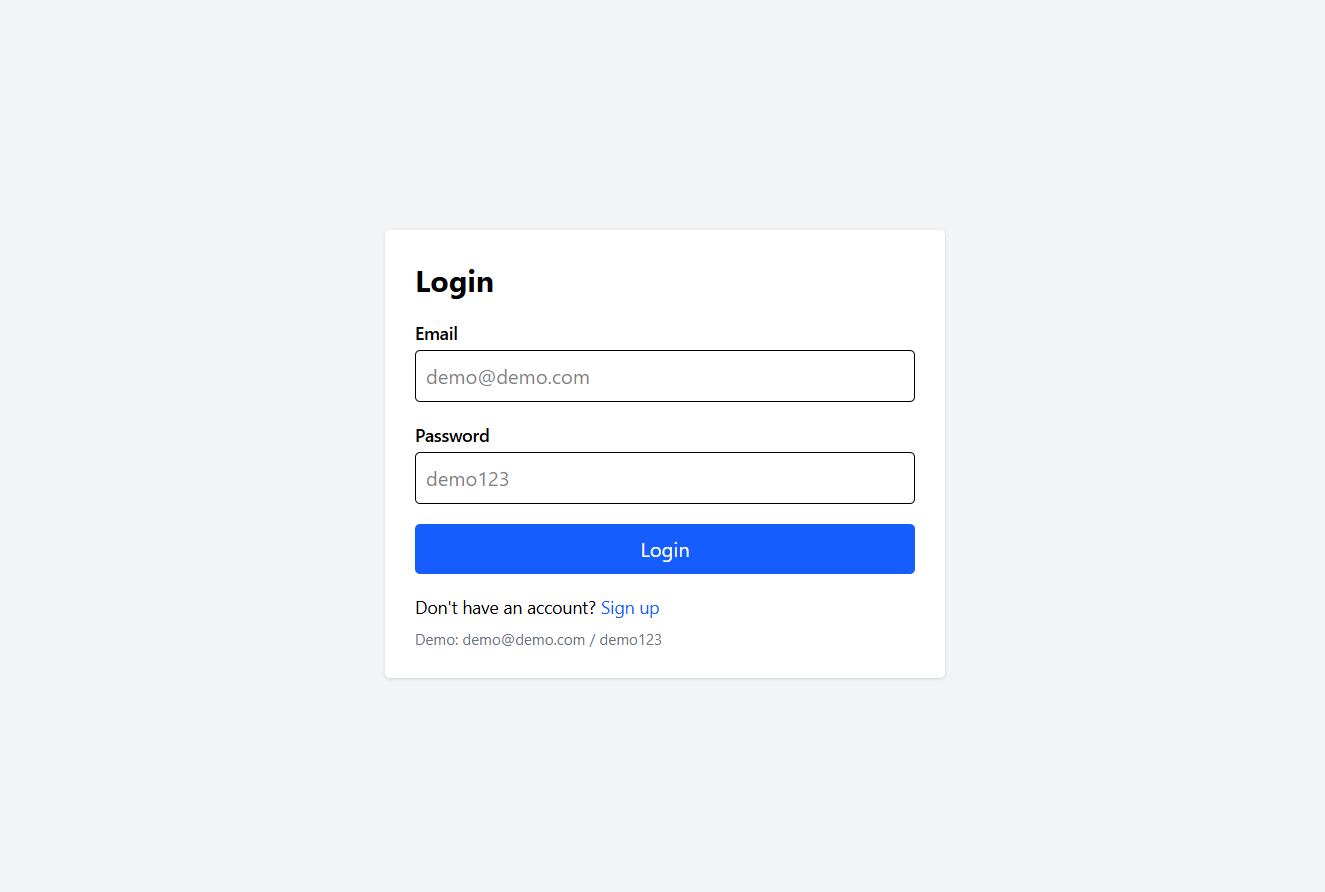 Login
Email
demo@demo.com
Password
demo123
Login
Don't have an account? Sign up
Demo: demo@demo.com / demo123